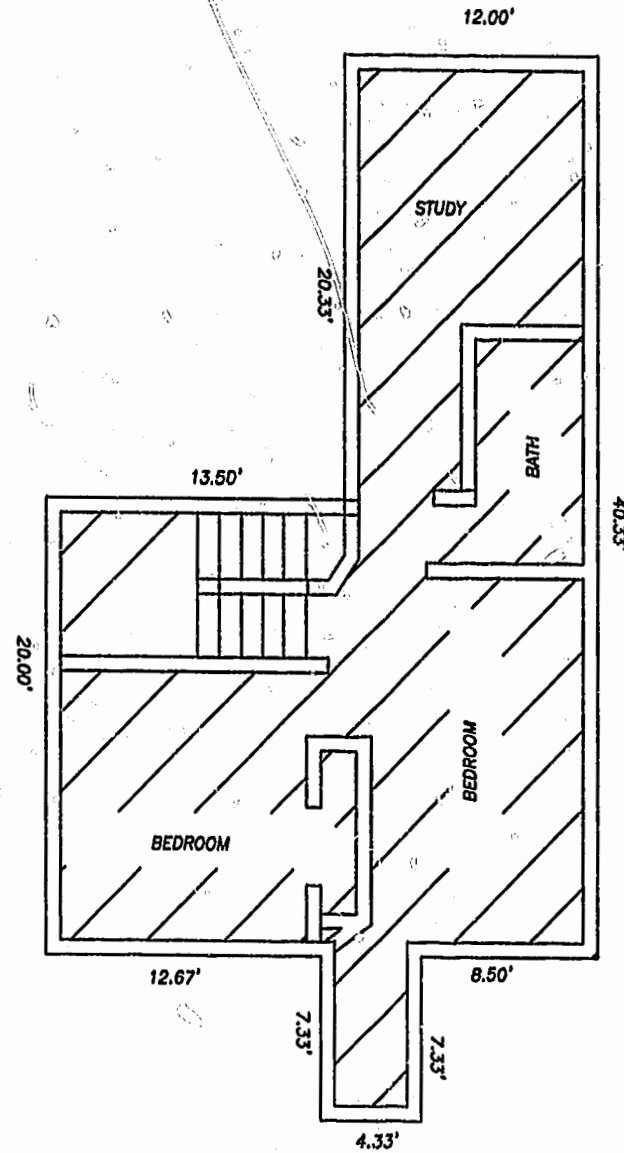 12.00'
STUDY
20.33'
BATH
13.50'
40.33'
20.00'
BEDROOM
BEDROOM
12.67'
8.50'
7.33'
7.33'
4.33'